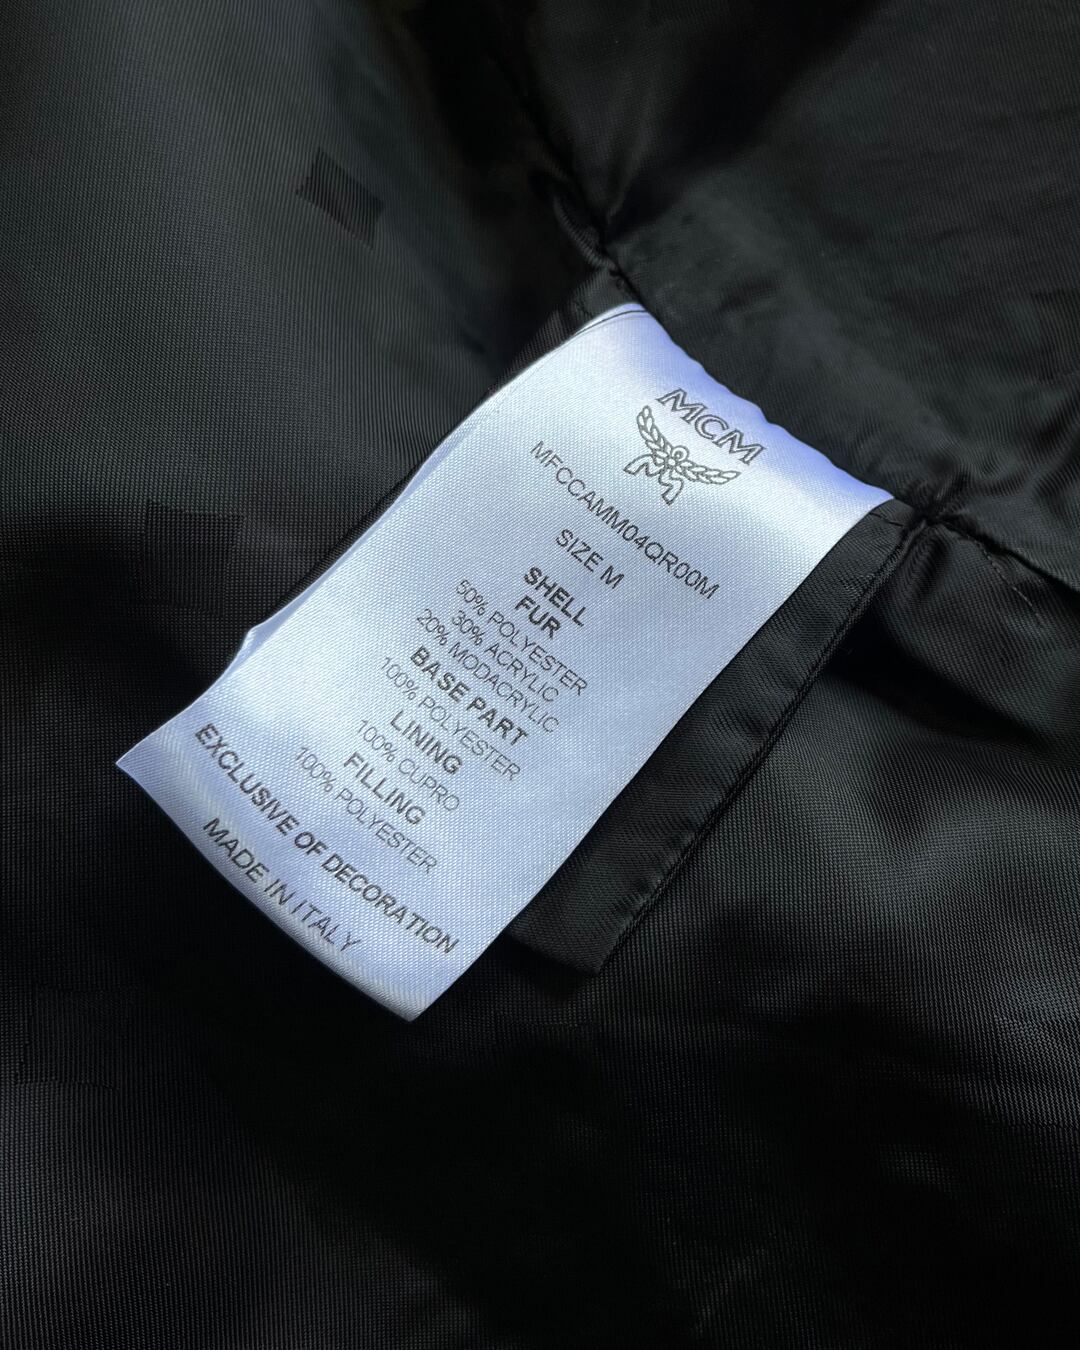 MCM
MFCCAMM04QR00M
SIZE M
SHELL
FUR
50% POLYESTER
30% ACRYLIC
20% MODACRYLIC
BASE PART
100% POLYESTER
LINING
100% CUPRO
FILLING
100% POLYESTER
EXCLUSIVE OF DECORATION
MADE IN ITALY